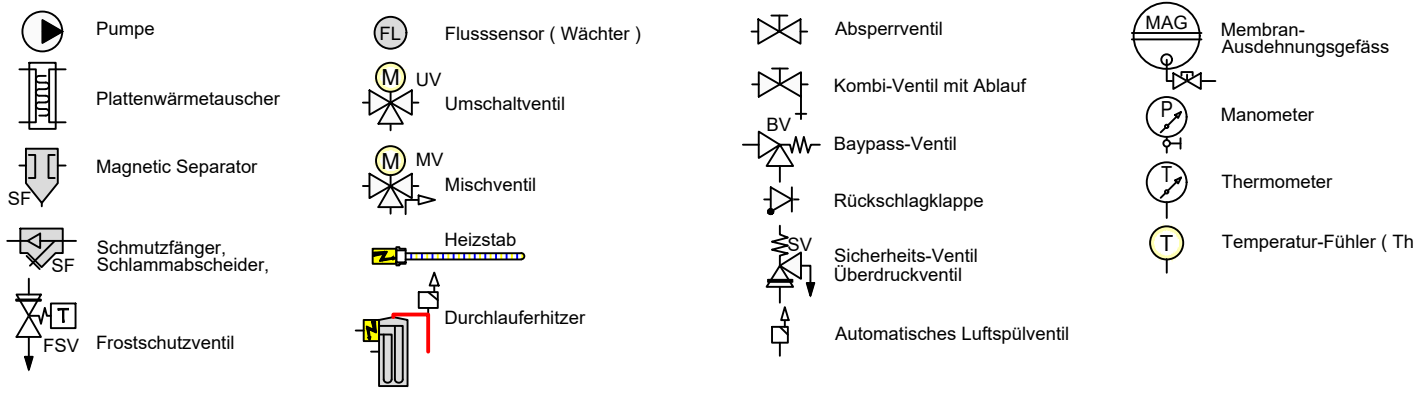 Pumpe
Plattenwärmetauscher
Magnetic Separator
SF
Schmutzfänger,
Schlammabscheider,
SF
T
FSV
Frostschutzventil
FL
Flusssensor ( Wächter )
M
UV
Umschaltventil
M
MV
Mischventil
Heizstab
Durchlauferhitzer
Absperrventil
Kombi-Ventil mit Ablauf
BV
Baypass-Ventil
Rückschlagklappe
SV
Sicherheits-Ventil
Überdruckventil
Automatisches Luftspülventil
MAG
Membran-
Ausdehnungsgefäss
P
Manometer
T
Thermometer
T
Temperatur-Fühler ( Th